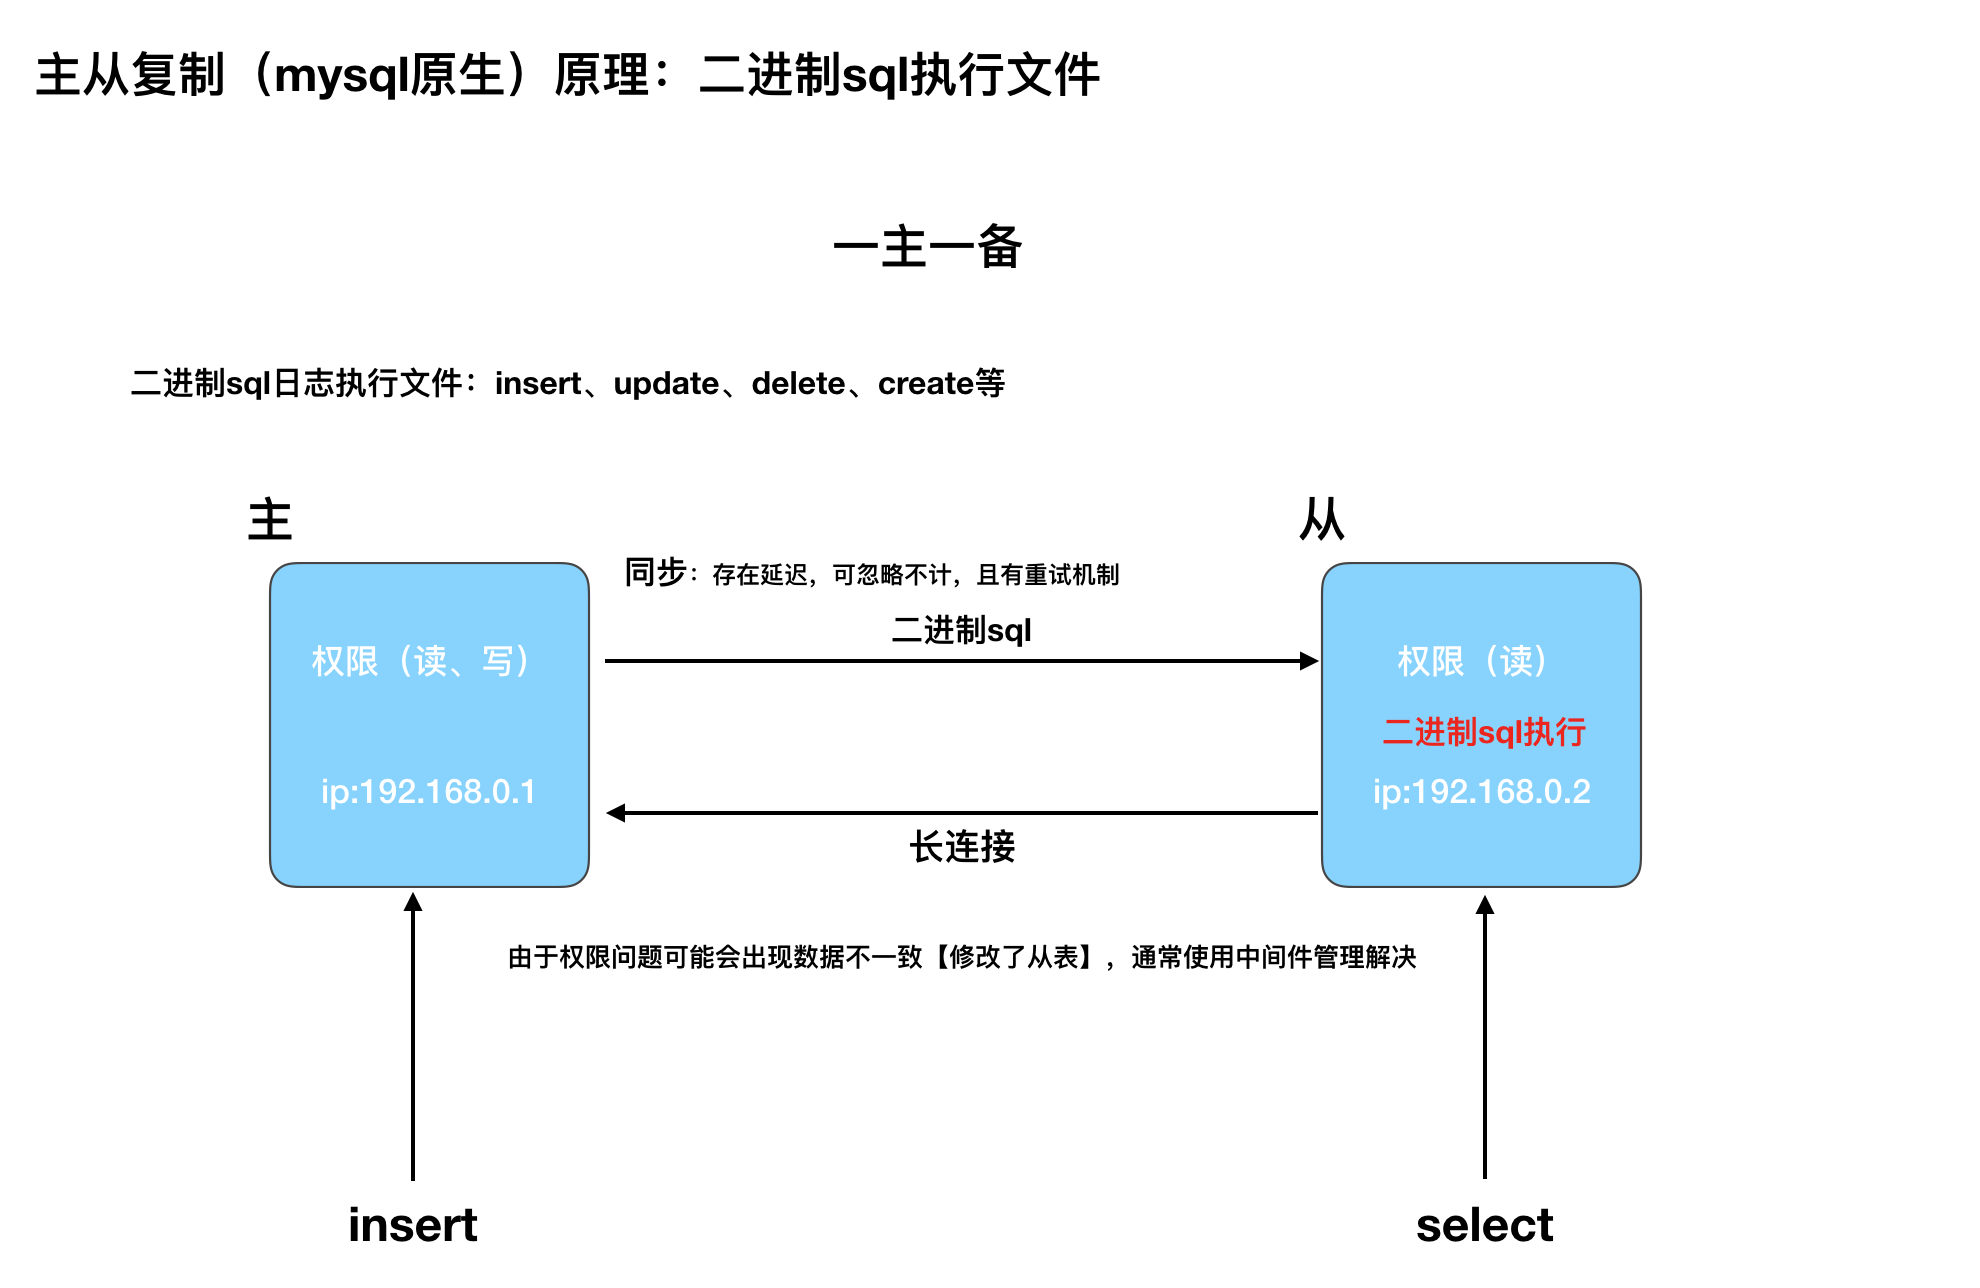 主从复制（mysql原生）原理：二进制sql执行文件
一主一备
二进制sql日志执行文件：insert、update、delete、create等
主
从
同步：存在延迟，可忽略不计，且有重试机制
二进制sql
权限（读、写）
权限（读）
二进制sql执行
ip:192.168.0.1
ip:192.168.0.2
长连接
由于权限问题可能会出现数据不一致【修改了从表】，通常使用中间件管理解决
insert
select